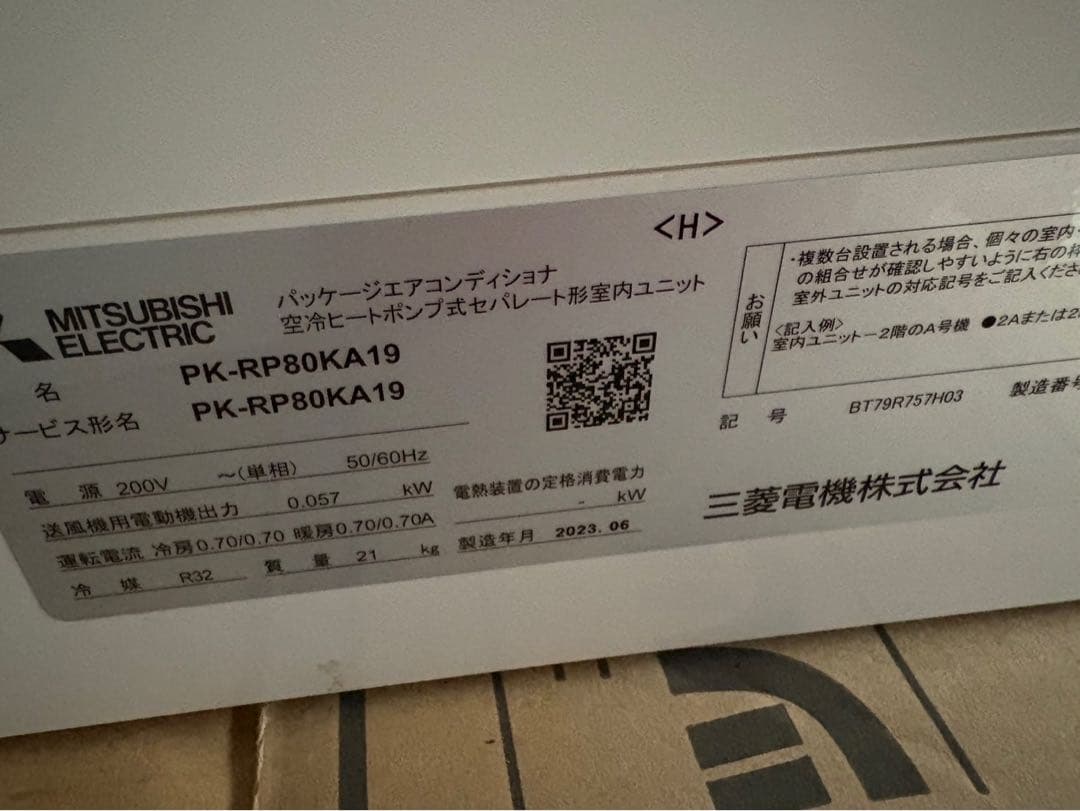 <H>
MITSUBISHI
ELECTRIC
パッケージエアコンディショナ
空冷ヒートポンプ式セパレート形室内ユニット
名 PK-RP80KA19
ービス形名 PK-RP80KA19
電源 200V ～(単相) 50/60Hz
送風機用電動機出力 0.057 kW
運転電流 冷房0.70/0.70 暖房0.70/0.70A
冷媒 R32 質量 21 kg
電熱装置の定格消費電力
- kW
製造年月 2023.06
お願い
・複数台設置される場合、個々の室内
の組合せが確認しやすいように右の枠
室外ユニットの対応記号をご記入くださ
<記入例>
室内ユニット－2階のA号機 ●2Aまたは2
記号 BT79R757H03 製造番号
三菱電機株式会社